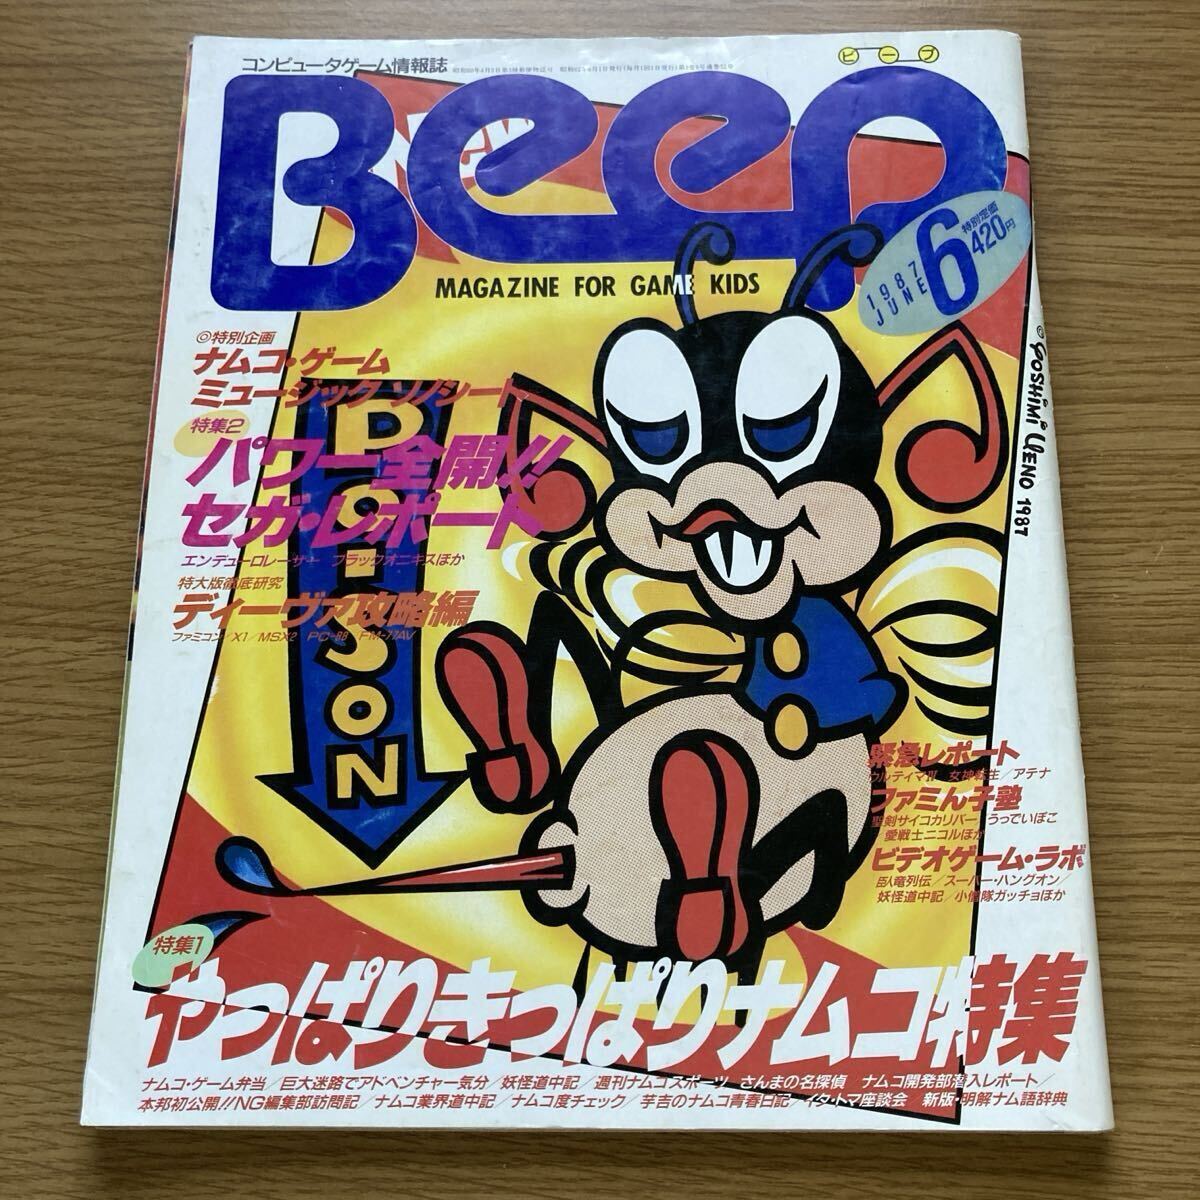 コンピュータゲーム情報誌
ビープ
Beep
MAGAZINE FOR GAME KIDS
1987
JUNE
6
特別定価
420円
© YOSHIMI UENO 1987
◎特別企画
ナムコ・ゲーム
ミュージック ソノシート
特集2
パワー全開!!
セガ・レポート
エンデューロレーサー ブラックオニキスほか
特大版徹底研究
ディーヴァ攻略編
ファミコン/X1/MSX2 PC-88 FM-77AV
緊急レポート
ウルティマIV 女神転生/アテナ
ファミん子塾
聖剣サイコカリバー うっでいぽこ
愛戦士ニコルほか
ビデオゲーム・ラボ
臣人竜列伝/スーパー・ハングオン/
妖怪道中記/小僧隊ガッチョほか
特集1
やっぱりきっぱりナムコ特集
ナムコ・ゲーム弁当/巨大迷路でアドベンチャー気分/妖怪道中記/週刊ナムコスポーツ さんまの名探偵 ナムコ開発部潜入レポート/
本邦初公開!!NG編集部訪問記/ナムコ業界道中記/ナムコ度チェック/芋吉のナムコ青春日記/イタ・トマ座談会 新版・明解ナム語辞典